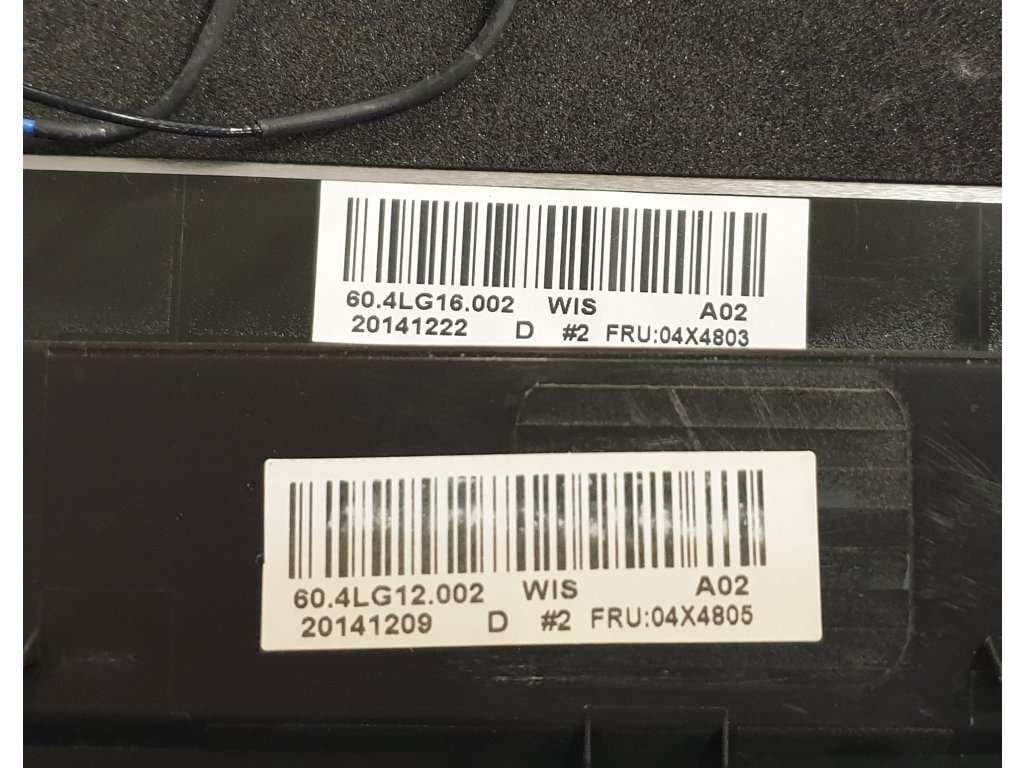 60.4LG16.002 WIS A02
20141222 D #2 FRU:04X4803
60.4LG12.002 WIS A02
20141209 D #2 FRU:04X4805